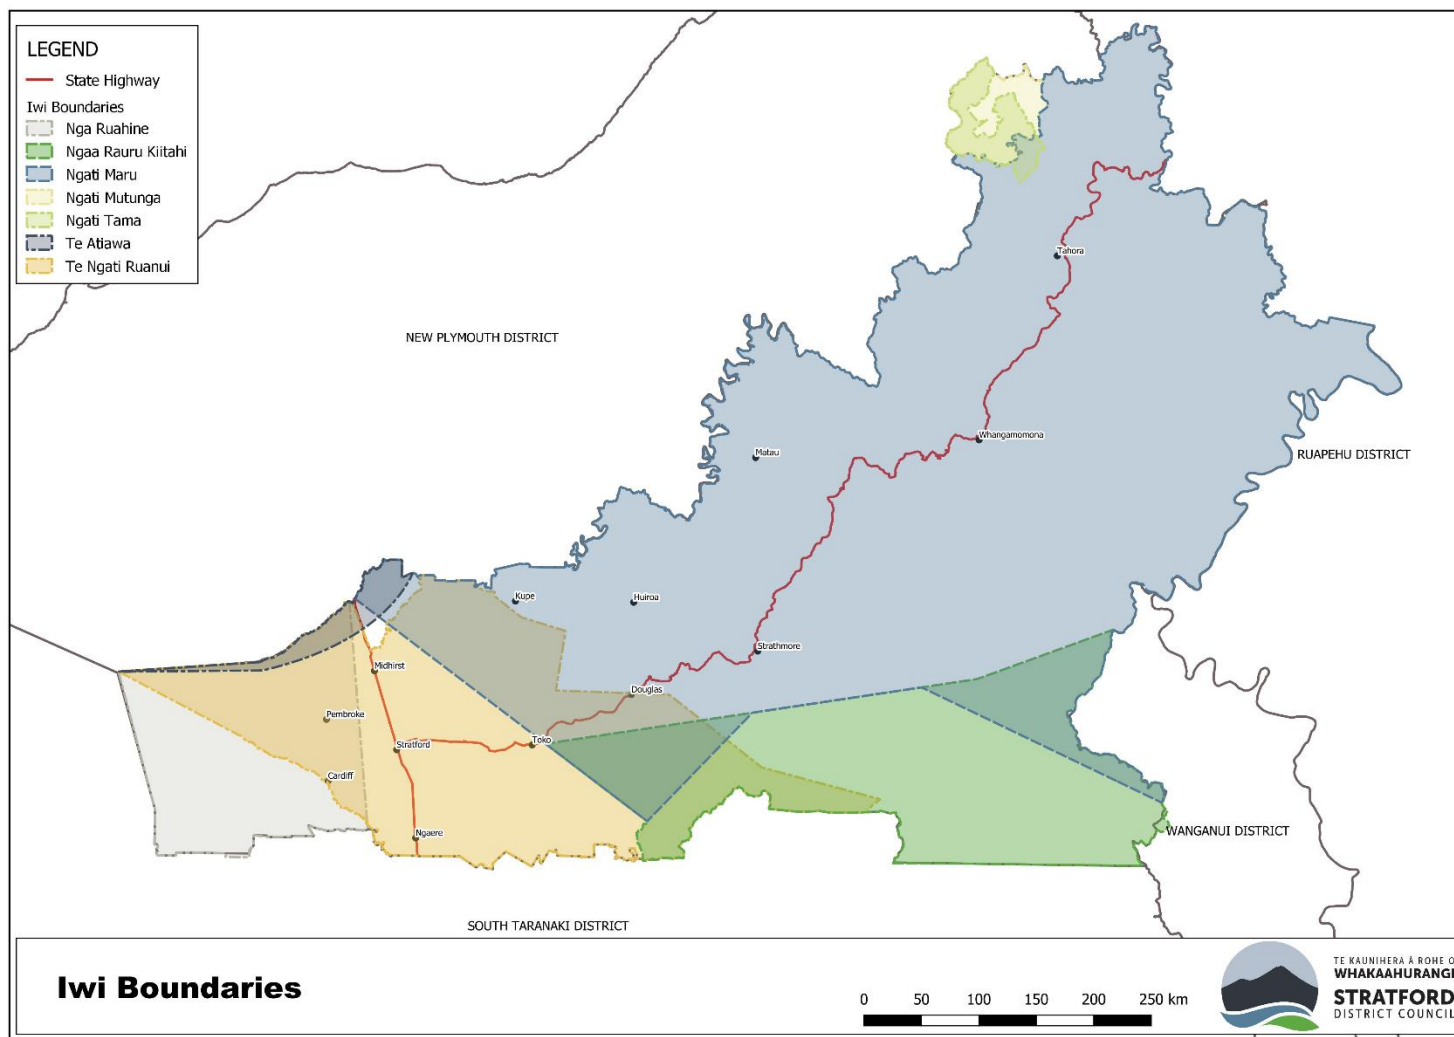 LEGEND
State Highway
Iwi Boundaries
Nga Ruahine
Ngaa Rauru Kiitahi
Ngati Maru
Ngati Mutunga
Ngati Tama
Te Atiawa
Te Ngati Ruanui
Tahora
NEW PLYMOUTH DISTRICT
Whangamomona
Matau
RUAPEHU DISTRICT
Kupe
Huiroa
Strathmore
Midhirst
Douglas
Pembroke
Stratford
Toko
Cardiff
Ngaere
WANGANUI DISTRICT
SOUTH TARANAKI DISTRICT
Iwi Boundaries
0 50 100 150 200 250 km
TE KAUNIHERA Ā ROHE O
WHAKAAHURANGI
STRATFORD
DISTRICT COUNCIL